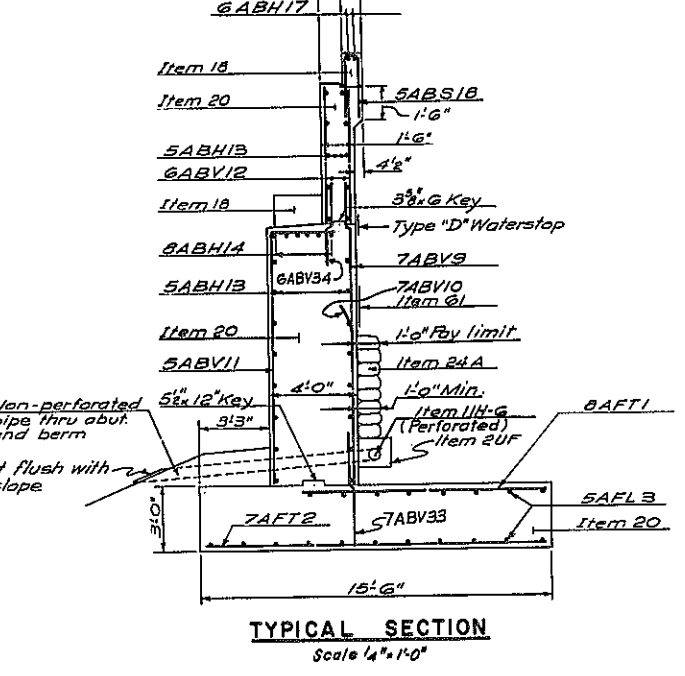 6ABH17
Item 18
Item 20
5ABS18
1'-6"
1'-6"
5ABH13
4½"
6ABV12
3⅝"x6 Key
Item 18
Type "D" Waterstop
8ABH14
7ABV9
6ABV34
7ABV10
5ABH13
Item 61
Item 20
1'-0" Pay limit
5ABV11
Item 24A
4'-0"
1'-0" Min.
Non-perforated
pipe thru abut.
and berm
5½"x12" Key
Item 11H-6
(Perforated)
8AFT1
3'-3"
Item 2UF
t flush with
slope
3'-0"
5AFL3
7AFT2
7ABV33
Item 20
15'-6"
TYPICAL SECTION
Scale ¼"=1'-0"